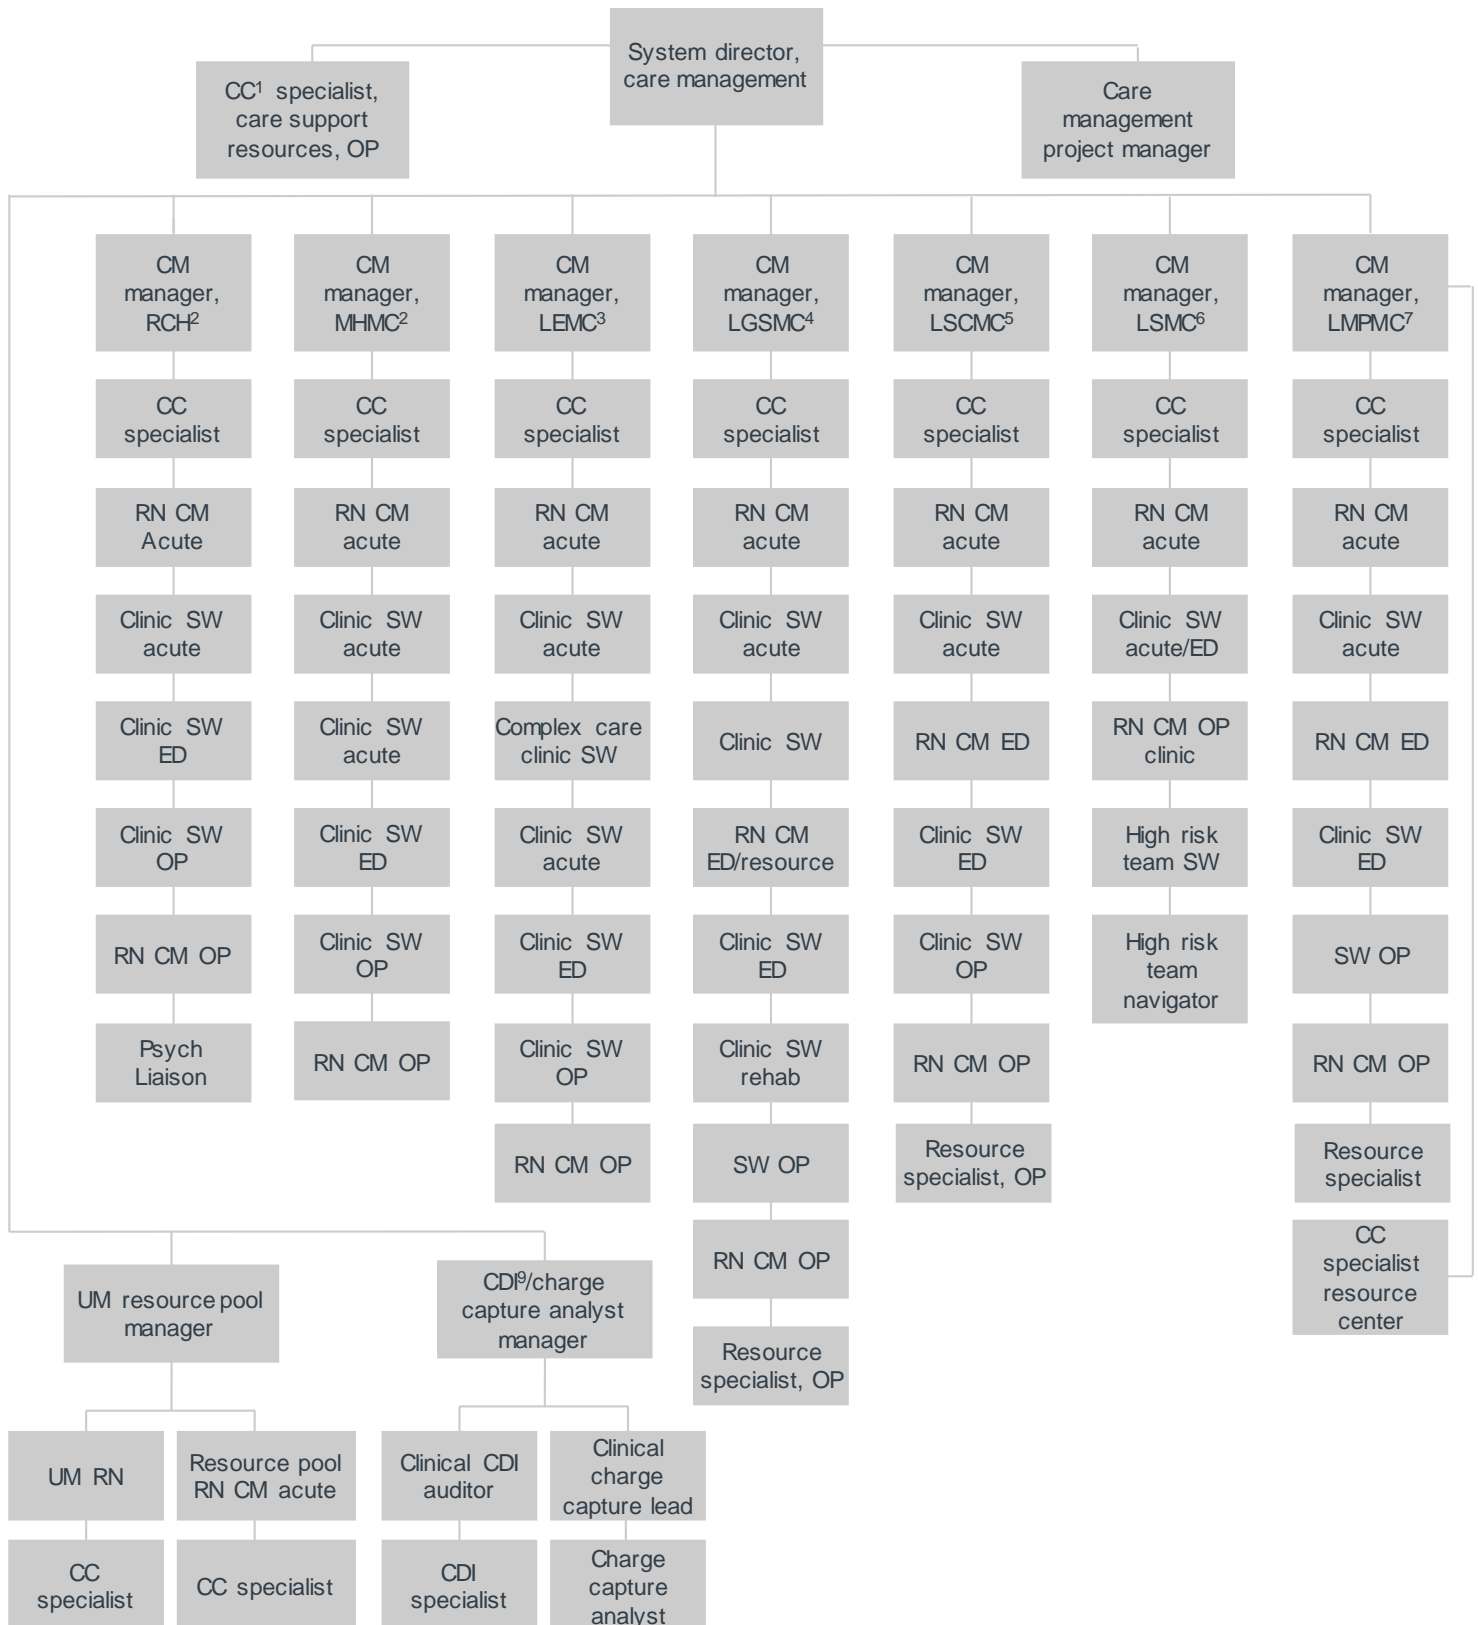 System director,
care management
CC¹ specialist,
care support
resources, OP
Care
management
project manager
CM
manager,
RCH²
CC
specialist
RN CM
Acute
Clinic SW
acute
Clinic SW
ED
Clinic SW
OP
RN CM OP
Psych
Liaison
CM
manager,
MHMC²
CC
specialist
RN CM
acute
Clinic SW
acute
Clinic SW
acute
Clinic SW
ED
Clinic SW
OP
RN CM OP
CM
manager,
LEMC³
CC
specialist
RN CM
acute
Clinic SW
acute
Complex care
clinic SW
Clinic SW
acute
Clinic SW
ED
Clinic SW
OP
RN CM OP
CM
manager,
LGSMC⁴
CC
specialist
RN CM
acute
Clinic SW
acute
Clinic SW
RN CM
ED/resource
Clinic SW
ED
Clinic SW
rehab
SW OP
RN CM OP
Resource
specialist, OP
CM
manager,
LSCMC⁵
CC
specialist
RN CM
acute
Clinic SW
acute
RN CM ED
Clinic SW
ED
Clinic SW
OP
RN CM OP
Resource
specialist, OP
CM
manager,
LSMC⁶
CC
specialist
RN CM
acute
Clinic SW
acute/ED
RN CM OP
clinic
High risk
team SW
High risk
team
navigator
CM
manager,
LMPMC⁷
CC
specialist
RN CM
acute
Clinic SW
acute
RN CM ED
Clinic SW
ED
SW OP
RN CM OP
Resource
specialist
CC
specialist
resource
center
UM resource pool
manager
UM RN
CC
specialist
Resource pool
RN CM acute
CC specialist
CDI⁹/charge
capture analyst
manager
Clinical CDI
auditor
CDI
specialist
Clinical
charge
capture lead
Charge
capture
analyst